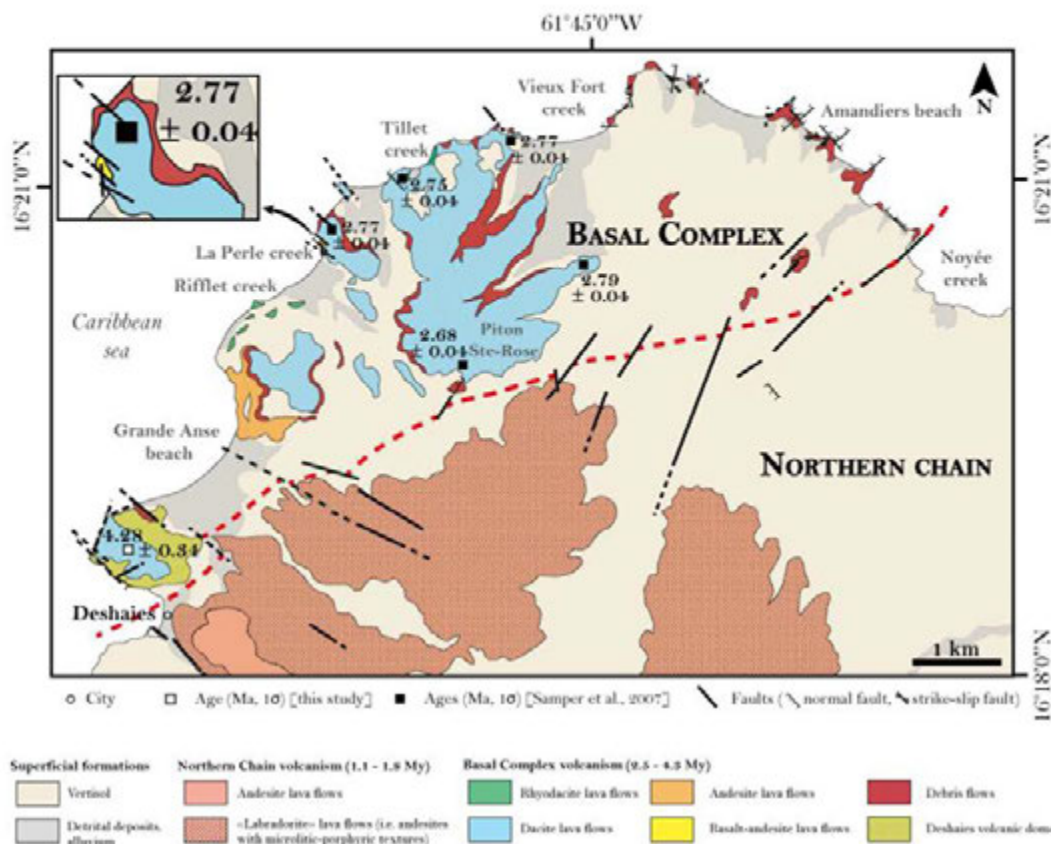 61°45'0"W
2.77
± 0.04
Vieux Fort
creek
N
Amandiers beach
Tillet
creek
2.77
± 0.04
16°21'0"N
16°21'0"N
2.75
± 0.04
2.77
± 0.04
BASAL COMPLEX
La Perle creek
Noyée
creek
Rifflet creek
2.79
± 0.04
Caribbean
sea
2.68
± 0.04
Piton
Ste-Rose
Grande Anse
beach
NORTHERN CHAIN
4.28
± 0.34
Deshaies
1 km
16°18'0"N
City
Age (Ma, 1σ) [this study]
Ages (Ma, 1σ) [Samper et al., 2007]
Faults (normal fault, strike-slip fault)
Superficial formations
Northern Chain volcanism (1.1 - 1.8 My)
Basal Complex volcanism (2.5 - 4.3 My)
Vertisol
Andesite lava flows
Rhyodacite lava flows
Andesite lava flows
Debris flows
Detrital deposits,
alluvium
«Labradorite» lava flows (i.e. andesites
with microlitic-porphyric textures)
Dacite lava flows
Basalt-andesite lava flows
Deshaies volcanic dom